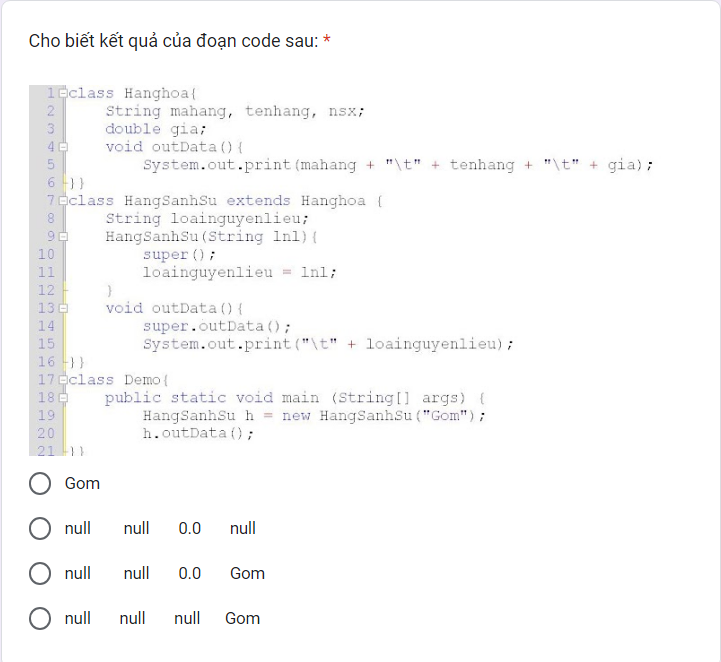 Cho biết kết quả của đoạn code sau: *
1 class Hanghoa{
2 String mahang, tenhang, nsx;
3 double gia;
4 void outData(){
5 System.out.print(mahang + "\t" + tenhang + "\t" + gia);
6 }}
7 class HangSanhSu extends Hanghoa {
8 String loainguyenlieu;
9 HangSanhSu(String lnl){
10 super();
11 loainguyenlieu = lnl;
12 }
13 void outData(){
14 super.outData();
15 System.out.print("\t" + loainguyenlieu);
16 }}
17 class Demo{
18 public static void main (String[] args) {
19 HangSanhSu h = new HangSanhSu("Gom");
20 h.outData();
21 }}
Gom
null null 0.0 null
null null 0.0 Gom
null null null Gom